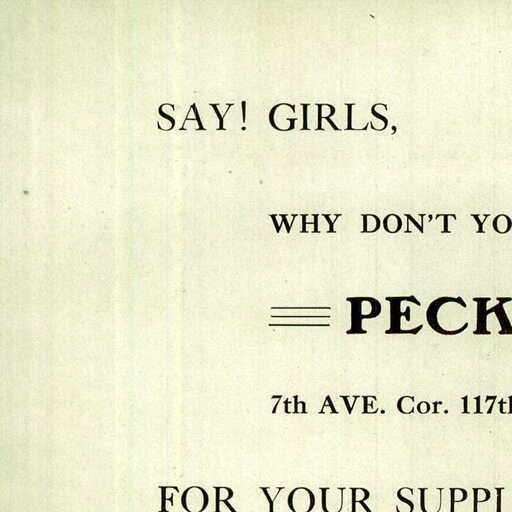 SAY! GIRLS,
WHY DON'T YO
PECK
7th AVE. Cor. 117th
FOR YOUR SUPPL